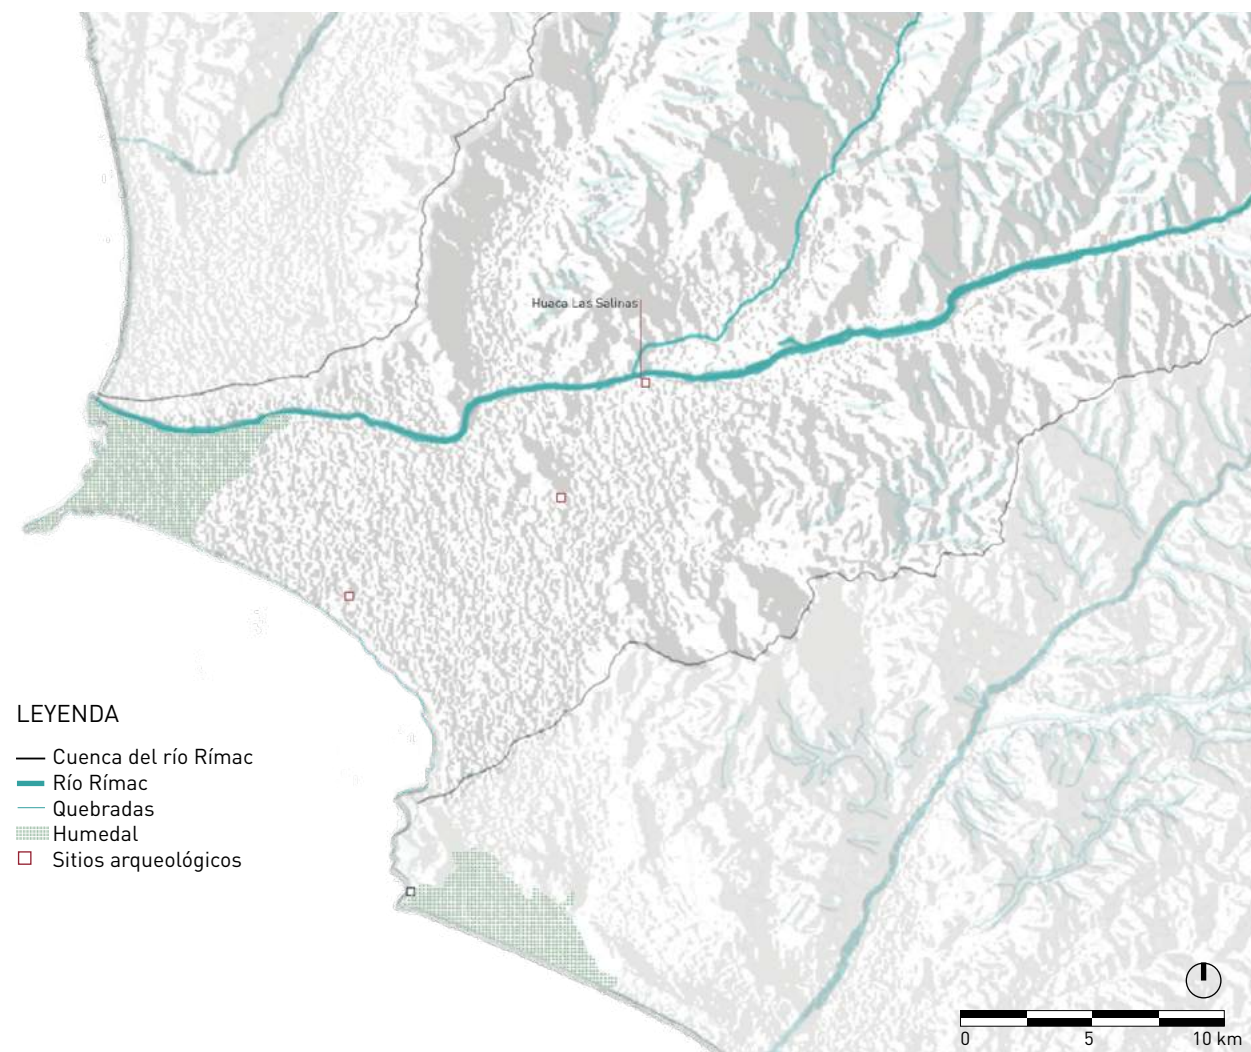 Huaca Las Salinas
LEYENDA
Cuenca del río Rímac
Río Rímac
Quebradas
Humedal
Sitios arqueológicos
0 5 10 km